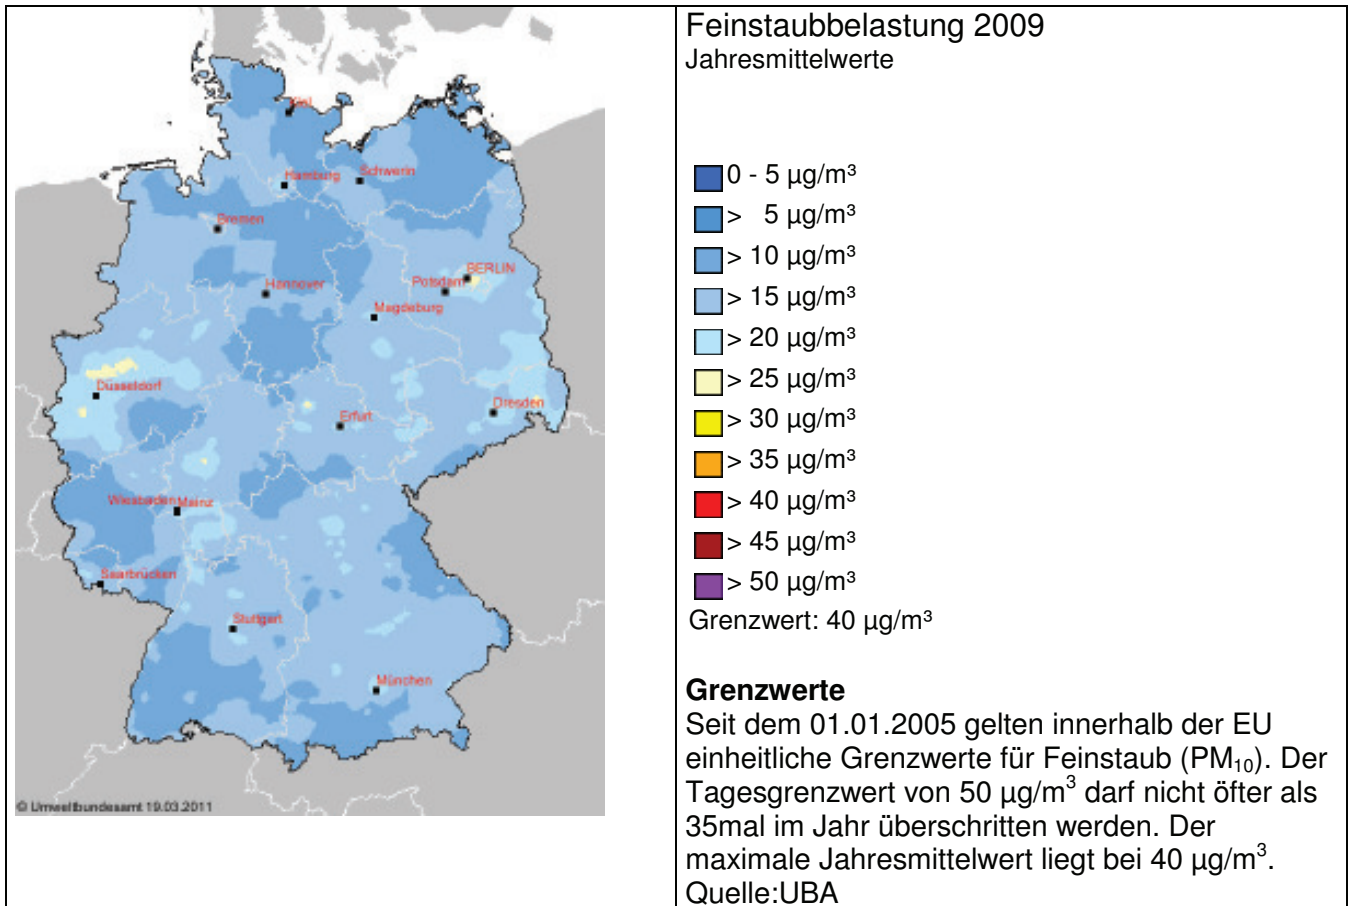 Feinstaubbelastung 2009
Jahresmittelwerte
0 - 5 µg/m³
> 5 µg/m³
> 10 µg/m³
> 15 µg/m³
> 20 µg/m³
> 25 µg/m³
> 30 µg/m³
> 35 µg/m³
> 40 µg/m³
> 45 µg/m³
> 50 µg/m³
Grenzwert: 40 µg/m³
Grenzwerte
Seit dem 01.01.2005 gelten innerhalb der EU
einheitliche Grenzwerte für Feinstaub (PM₁₀). Der
Tagesgrenzwert von 50 µg/m³ darf nicht öfter als
35mal im Jahr überschritten werden. Der
maximale Jahresmittelwert liegt bei 40 µg/m³.
Quelle:UBA
Kiel
Hamburg
Schwerin
Bremen
BERLIN
Potsdam
Hannover
Magdeburg
Düsseldorf
Dresden
Erfurt
Wiesbaden
Mainz
Saarbrücken
Stuttgart
München
© Umweltbundesamt 19.03.2011